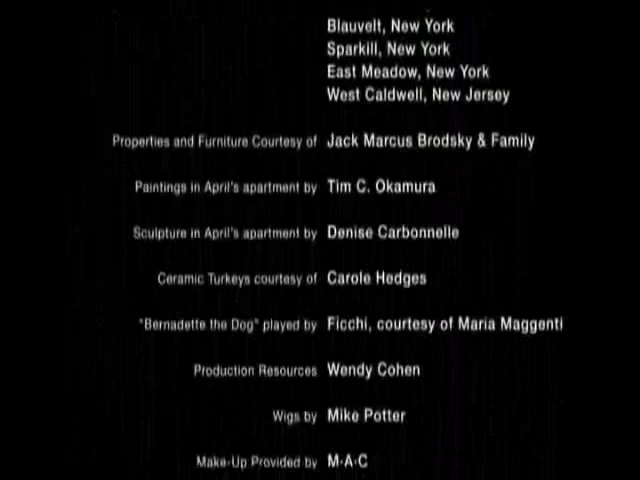 Blauvelt, New York
Sparkill, New York
East Meadow, New York
West Caldwell, New Jersey
Properties and Furniture Courtesy of Jack Marcus Brodsky & Family
Paintings in April's apartment by Tim C. Okamura
Sculpture in April's apartment by Denise Carbonnelle
Ceramic Turkeys courtesy of Carole Hedges
"Bernadette the Dog" played by Ficchi, courtesy of Maria Maggenti
Production Resources Wendy Cohen
Wigs by Mike Potter
Make-Up Provided by M·A·C